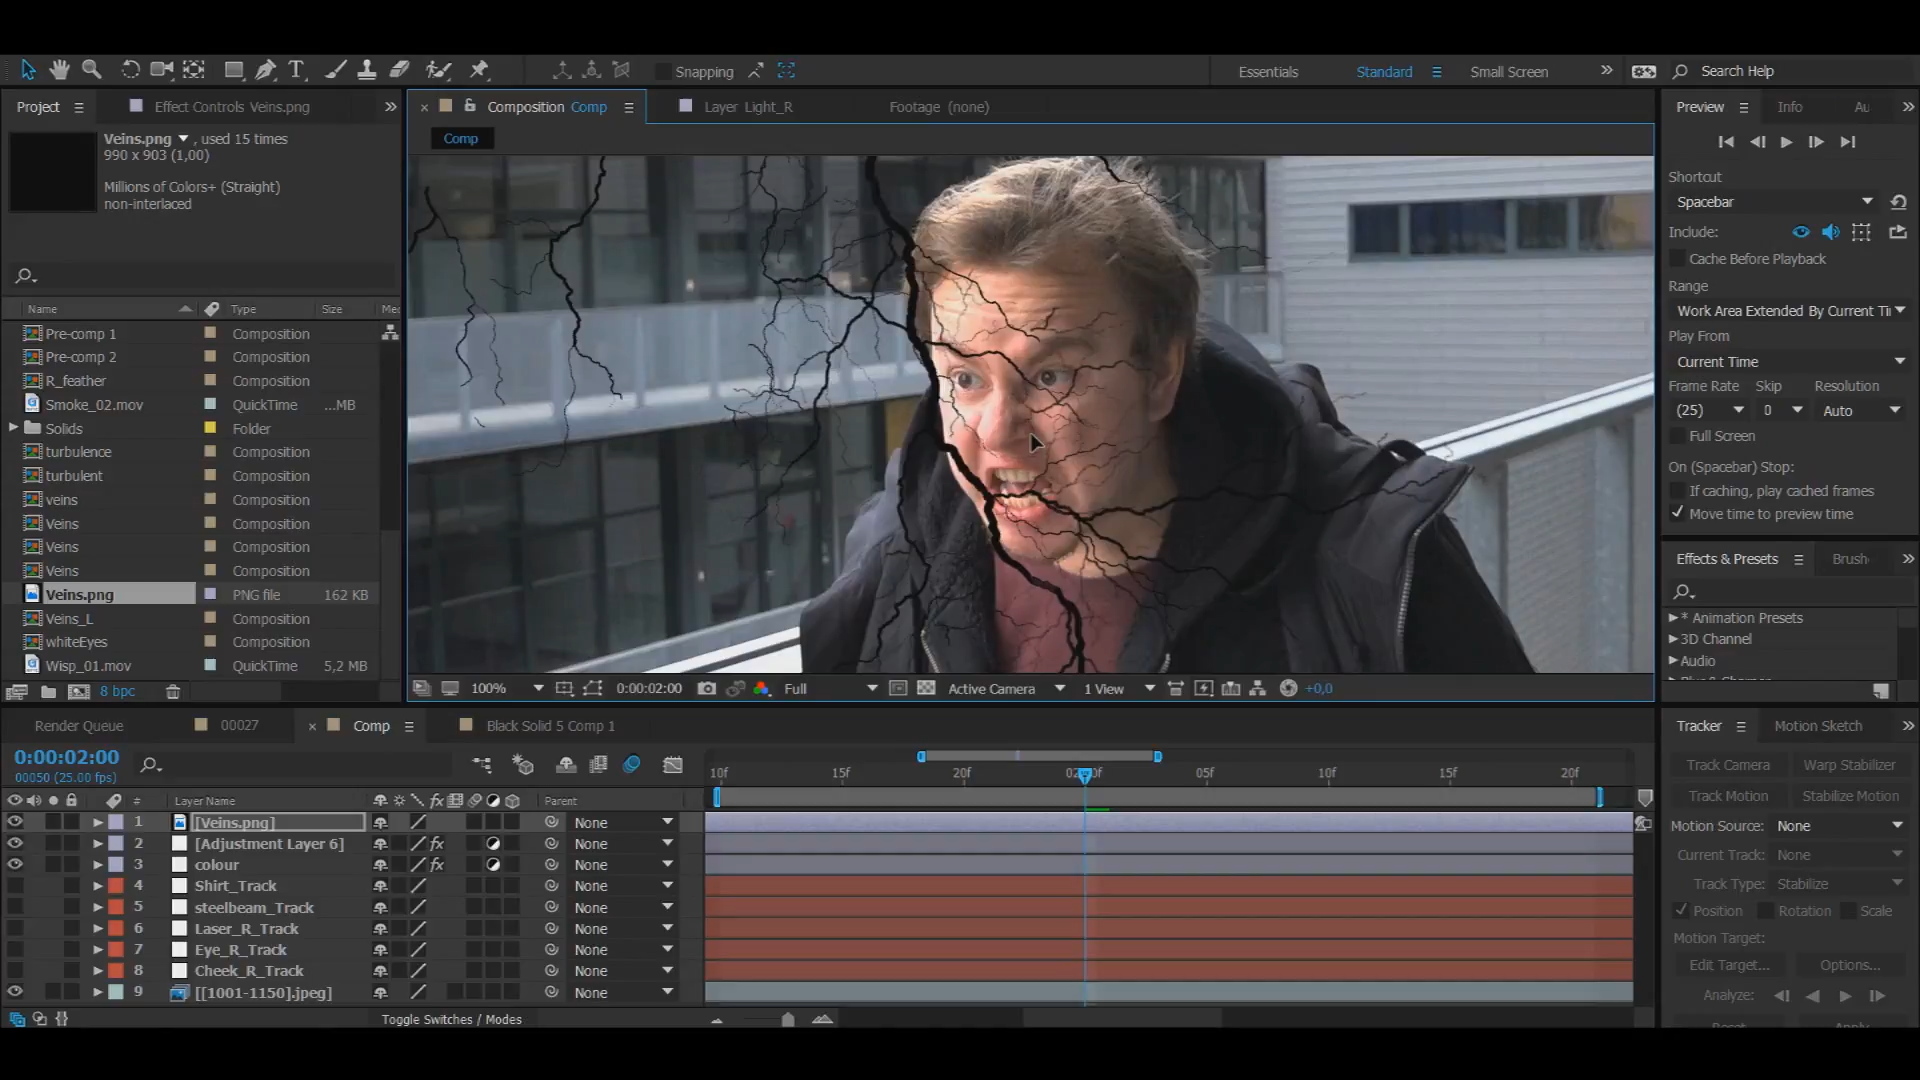 Snapping
Essentials
Standard
Small Screen
Search Help
Project
Effect Controls Veins.png
Composition Comp
Layer Light_R
Footage (none)
Preview
Info
Au
Comp
Veins.png , used 15 times
990 x 903 (1,00)
Millions of Colors+ (Straight)
non-interlaced
Shortcut
Spacebar
Include:
Cache Before Playback
Range
Work Area Extended By Current Ti
Play From
Current Time
Frame Rate Skip Resolution
(25) 0 Auto
Full Screen
On (Spacebar) Stop:
If caching, play cached frames
Move time to preview time
Name Type Size Me
Pre-comp 1 Composition
Pre-comp 2 Composition
R_feather Composition
Smoke_02.mov QuickTime ...MB
Solids Folder
turbulence Composition
turbulent Composition
veins Composition
Veins Composition
Veins Composition
Veins Composition
Veins.png PNG file 162 KB
Veins_L Composition
whiteEyes Composition
Wisp_01.mov QuickTime 5,2 MB
8 bpc
Effects & Presets
Brush
* Animation Presets
3D Channel
Audio
100% 0:00:02:00 Full Active Camera 1 View +0,0
Render Queue
00027
Comp
Black Solid 5 Comp 1
0:00:02:00
00050 (25.00 fps)
10f 15f 20f 05f 10f 15f 20f
# Layer Name Parent
1 [Veins.png] None
2 [Adjustment Layer 6] None
3 colour None
4 Shirt_Track None
5 steelbeam_Track None
6 Laser_R_Track None
7 Eye_R_Track None
8 Cheek_R_Track None
9 [[1001-1150].jpeg] None
Toggle Switches / Modes
Tracker
Motion Sketch
Track Camera Warp Stabilizer
Track Motion Stabilize Motion
Motion Source: None
Current Track: None
Track Type: Stabilize
Position Rotation Scale
Motion Target:
Edit Target... Options...
Analyze: